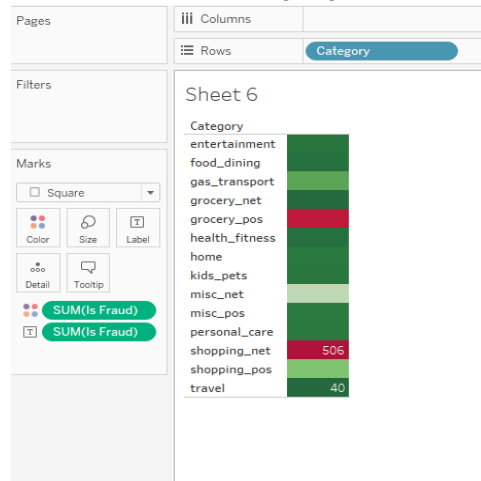 Pages
Columns
Rows
Category
Filters
Sheet 6
Category
entertainment
food_dining
gas_transport
grocery_net
grocery_pos
health_fitness
home
kids_pets
misc_net
misc_pos
personal_care
shopping_net 506
shopping_pos
travel 40
Marks
Square
Color Size T Label
Detail Tooltip
SUM(Is Fraud)
T SUM(Is Fraud)